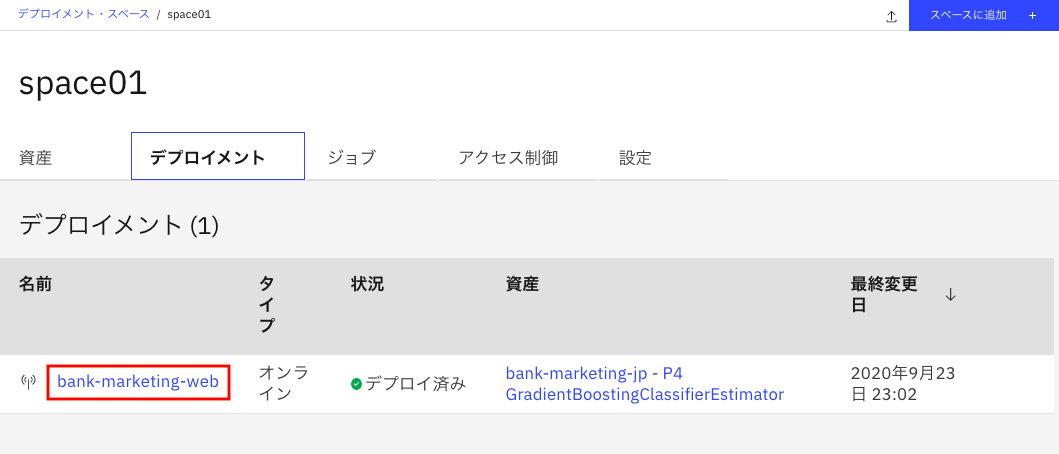 デプロイメント・スペース / space01
スペースに追加 +
space01
資産 デプロイメント ジョブ アクセス制御 設定
デプロイメント (1)
名前 タイプ 状況 資産 最終変更日 ↓
bank-marketing-web オンライン デプロイ済み bank-marketing-jp - P4 GradientBoostingClassifierEstimator 2020年9月23日 23:02